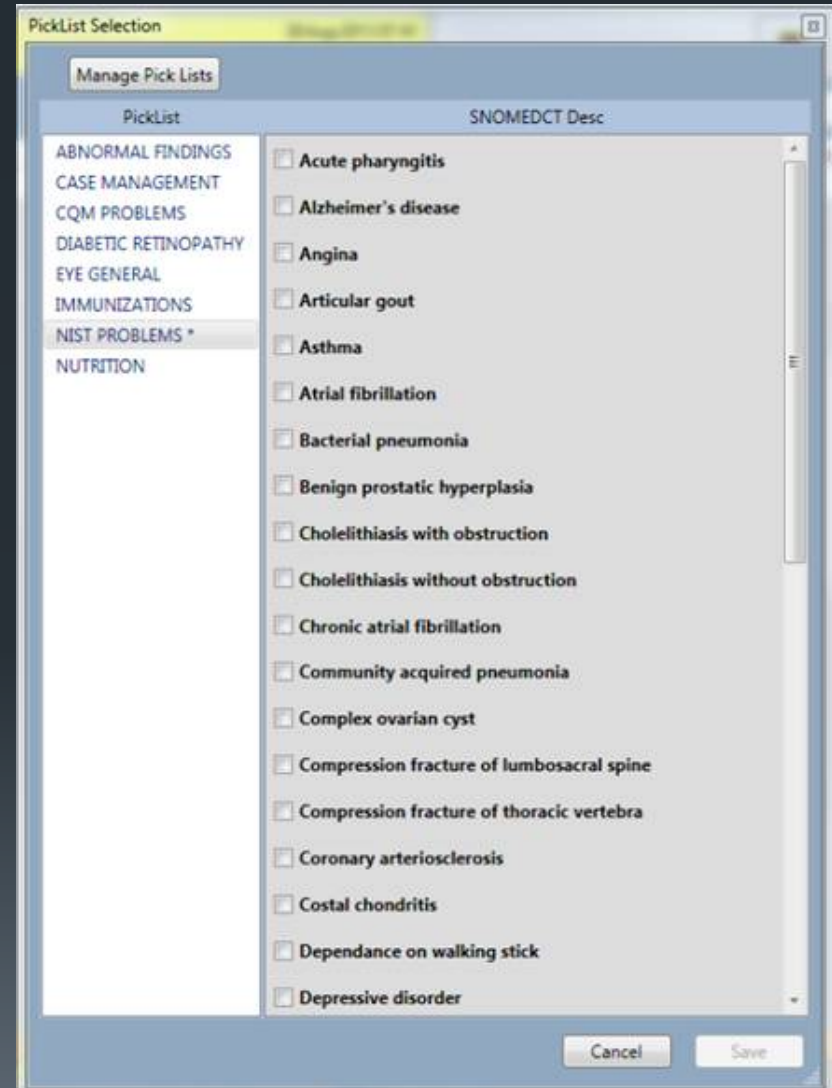 PickList Selection
Manage Pick Lists
PickList
SNOMEDCT Desc
ABNORMAL FINDINGS
CASE MANAGEMENT
CQM PROBLEMS
DIABETIC RETINOPATHY
EYE GENERAL
IMMUNIZATIONS
NIST PROBLEMS *
NUTRITION
Acute pharyngitis
Alzheimer's disease
Angina
Articular gout
Asthma
Atrial fibrillation
Bacterial pneumonia
Benign prostatic hyperplasia
Cholelithiasis with obstruction
Cholelithiasis without obstruction
Chronic atrial fibrillation
Community acquired pneumonia
Complex ovarian cyst
Compression fracture of lumbosacral spine
Compression fracture of thoracic vertebra
Coronary arteriosclerosis
Costal chondritis
Dependance on walking stick
Depressive disorder
Cancel
Save